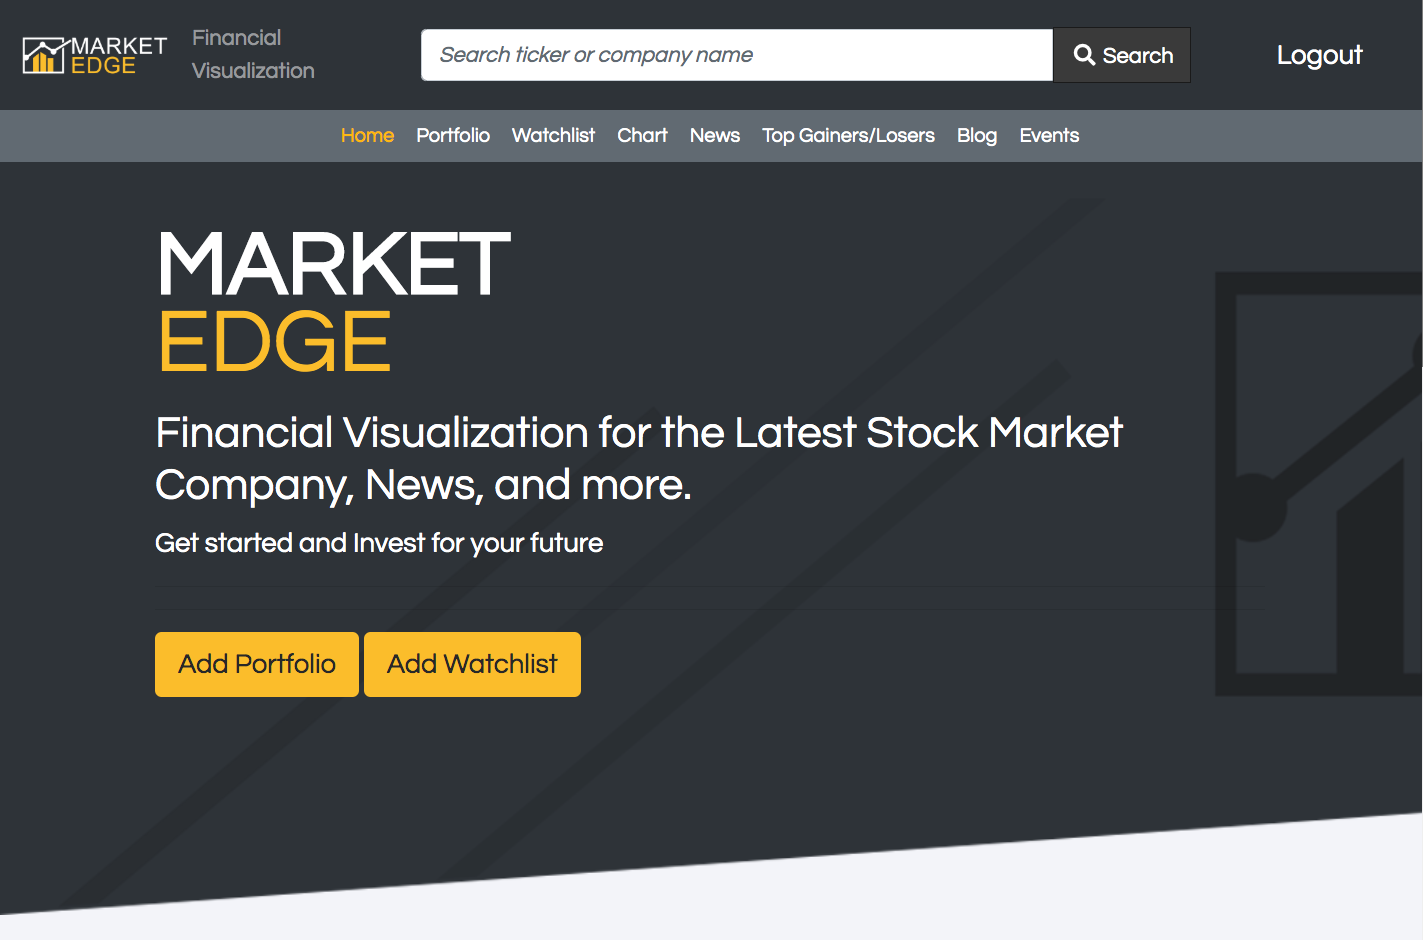 MARKET
EDGE
Financial
Visualization
Search ticker or company name
Search
Logout
Home Portfolio Watchlist Chart News Top Gainers/Losers Blog Events
MARKET
EDGE
Financial Visualization for the Latest Stock Market
Company, News, and more.
Get started and Invest for your future
Add Portfolio Add Watchlist